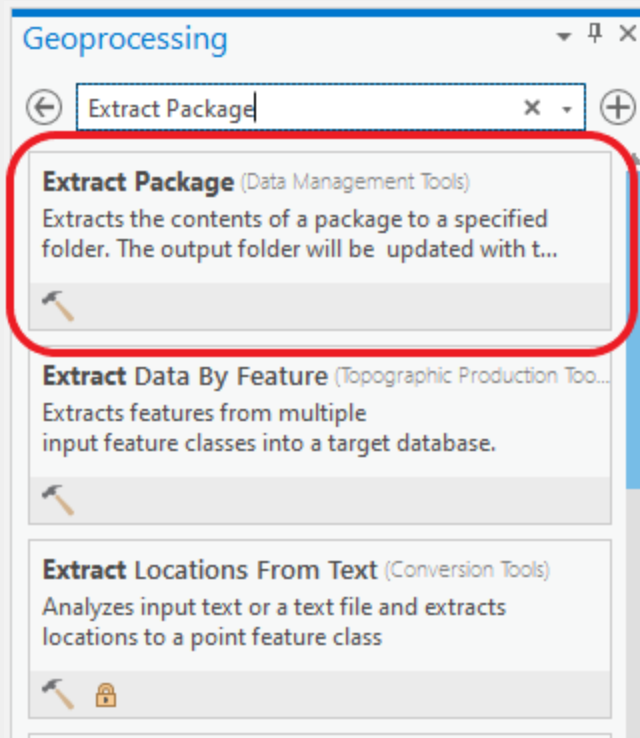 Geoprocessing
Extract Package
Extract Package (Data Management Tools)
Extracts the contents of a package to a specified
folder. The output folder will be updated with t...
Extract Data By Feature (Topographic Production Too...
Extracts features from multiple
input feature classes into a target database.
Extract Locations From Text (Conversion Tools)
Analyzes input text or a text file and extracts
locations to a point feature class